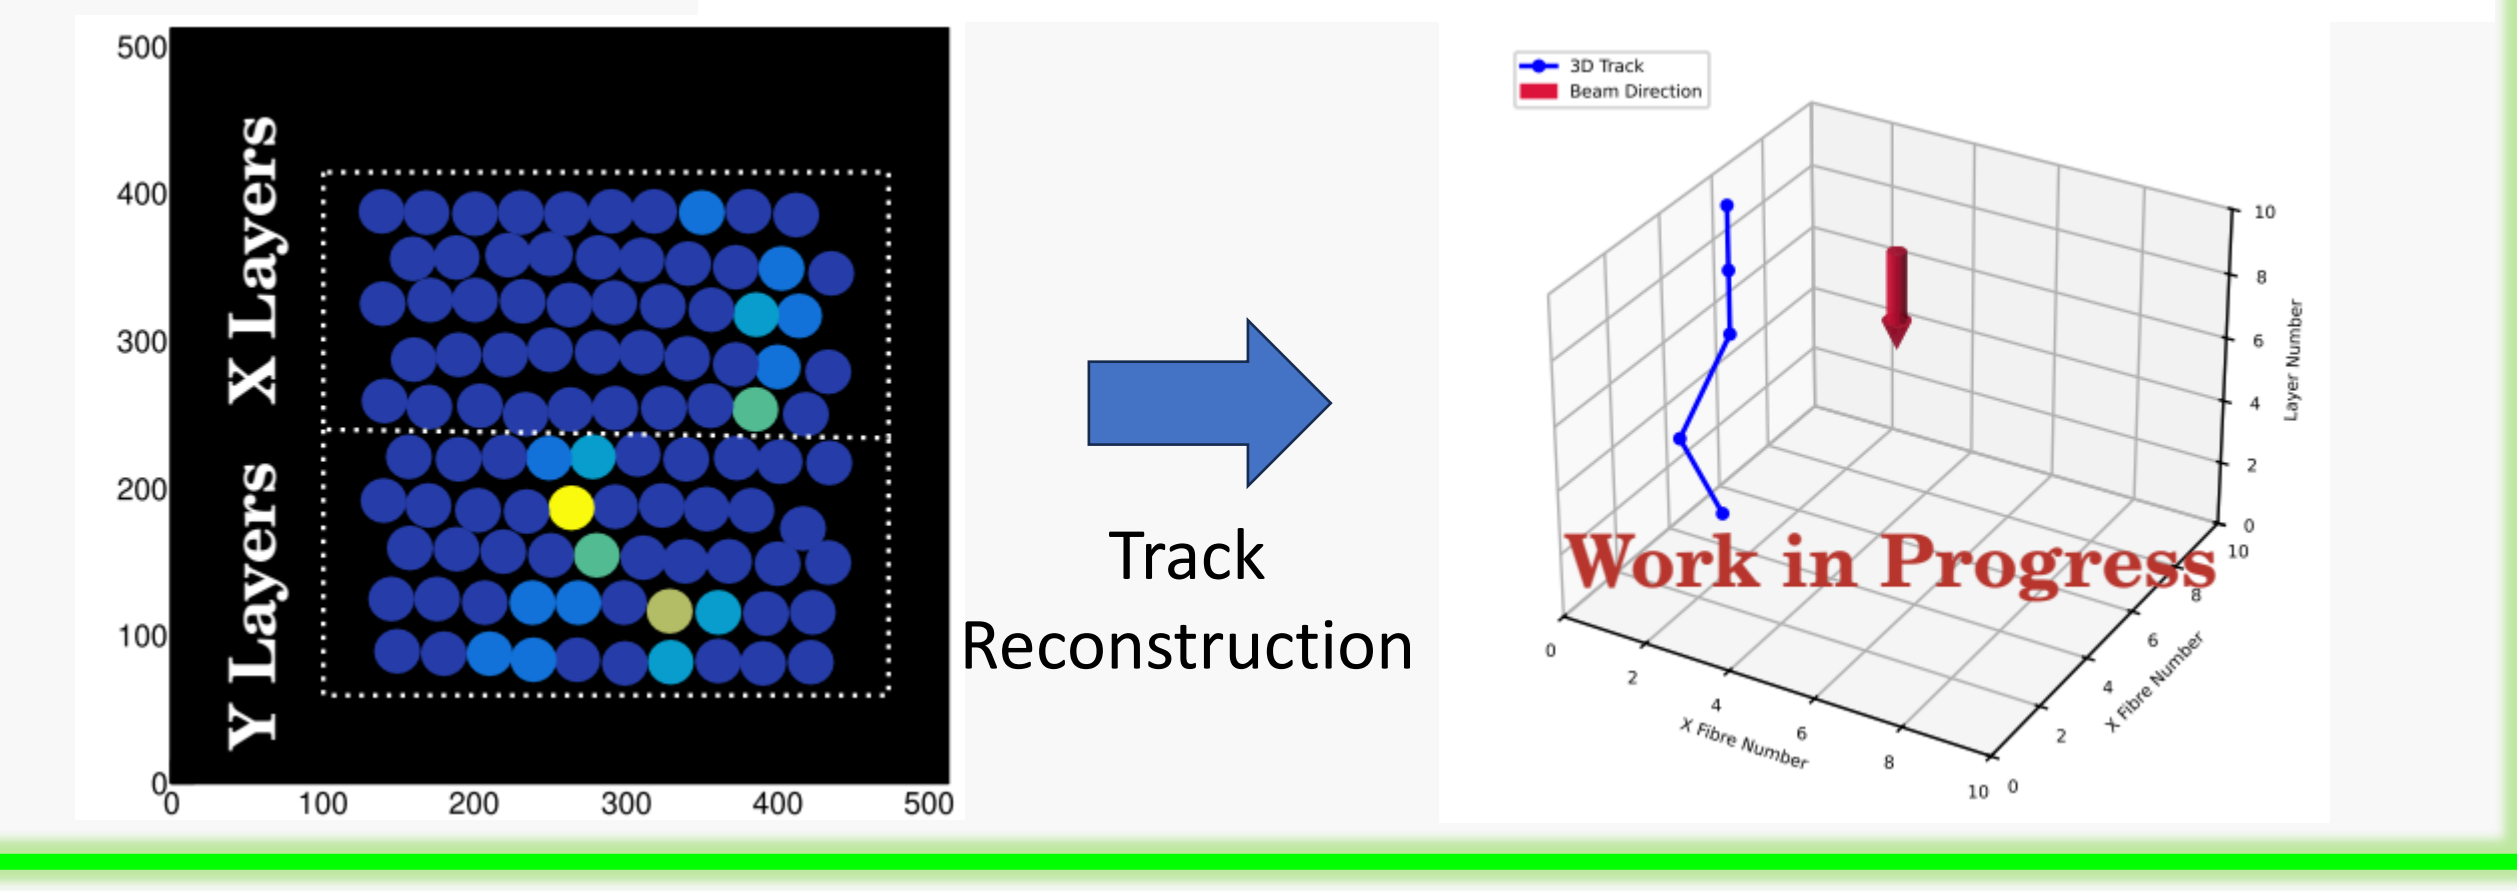 500
400
300
200
100
0
0 100 200 300 400 500
X Layers
Y Layers
Track
Reconstruction
3D Track
Beam Direction
10
8
6
4
2
0
Layer Number
Work in Progress
0
2
4
6
8
10
X Fibre Number
0
2
4
6
8
10
X Fibre Number